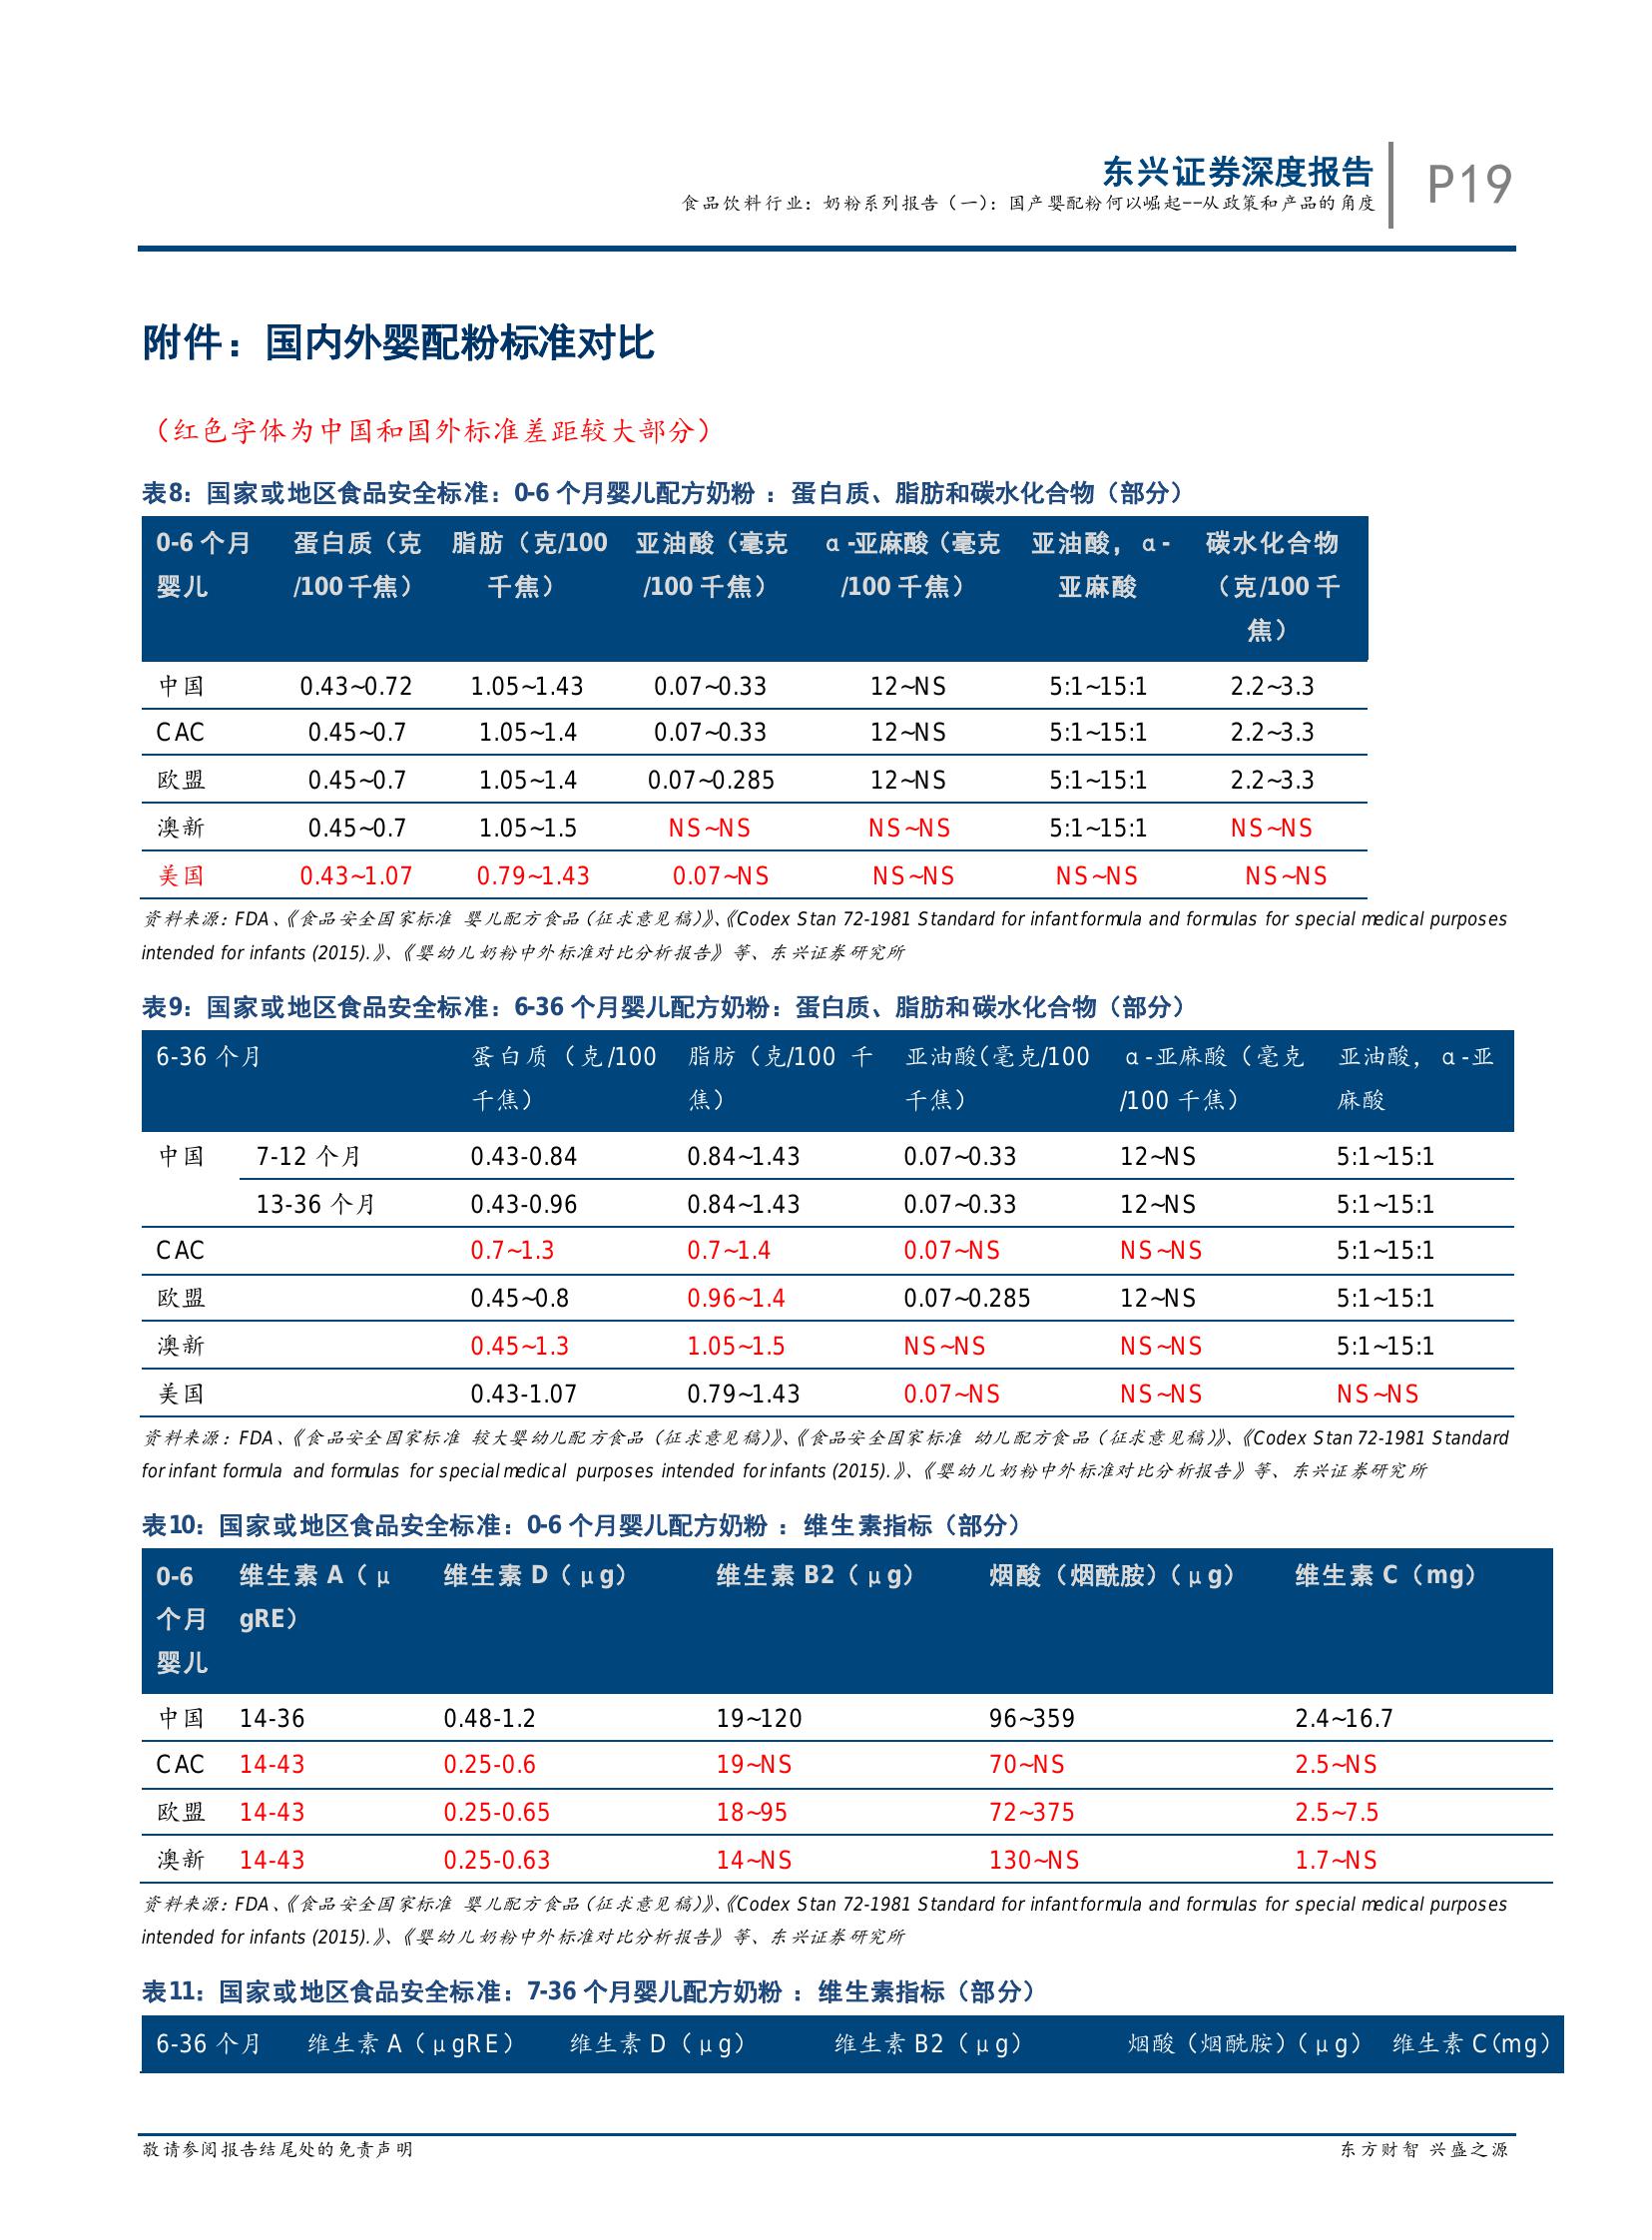 东兴证券深度报告
食品饮料行业：奶粉系列报告（一）：国产婴配粉何以崛起--从政策和产品的角度
P19
附件：国内外婴配粉标准对比
（红色字体为中国和国外标准差距较大部分）
表8：国家或地区食品安全标准：0-6 个月婴儿配方奶粉 ：蛋白质、脂肪和碳水化合物（部分）
0-6 个月 蛋白质（克 脂肪（克/100 亚油酸（毫克 α-亚麻酸（毫克 亚油酸，α- 碳水化合物
婴儿 /100 千焦） 千焦） /100 千焦） /100 千焦） 亚麻酸 （克/100 千
焦）
中国 0.43~0.72 1.05~1.43 0.07~0.33 12~NS 5:1~15:1 2.2~3.3
CAC 0.45~0.7 1.05~1.4 0.07~0.33 12~NS 5:1~15:1 2.2~3.3
欧盟 0.45~0.7 1.05~1.4 0.07~0.285 12~NS 5:1~15:1 2.2~3.3
澳新 0.45~0.7 1.05~1.5 NS~NS NS~NS 5:1~15:1 NS~NS
美国 0.43~1.07 0.79~1.43 0.07~NS NS~NS NS~NS NS~NS
资料来源：FDA、《食品安全国家标准 婴儿配方食品（征求意见稿）》、《Codex Stan 72-1981 Standard for infant formula and formulas for special medical purposes
intended for infants (2015).》、《婴幼儿奶粉中外标准对比分析报告》等、东兴证券研究所
表9：国家或地区食品安全标准：6-36 个月婴儿配方奶粉：蛋白质、脂肪和碳水化合物（部分）
6-36 个月 蛋白质（克/100 脂肪（克/100 千 亚油酸（毫克/100 α-亚麻酸（毫克 亚油酸，α-亚
千焦） 焦） 千焦） /100 千焦） 麻酸
中国 7-12 个月 0.43-0.84 0.84~1.43 0.07~0.33 12~NS 5:1~15:1
13-36 个月 0.43-0.96 0.84~1.43 0.07~0.33 12~NS 5:1~15:1
CAC 0.7~1.3 0.7~1.4 0.07~NS NS~NS 5:1~15:1
欧盟 0.45~0.8 0.96~1.4 0.07~0.285 12~NS 5:1~15:1
澳新 0.45~1.3 1.05~1.5 NS~NS NS~NS 5:1~15:1
美国 0.43-1.07 0.79~1.43 0.07~NS NS~NS NS~NS
资料来源：FDA、《食品安全国家标准 较大婴幼儿配方食品（征求意见稿）》、《食品安全国家标准 幼儿配方食品（征求意见稿）》、《Codex Stan 72-1981 Standard
for infant formula and formulas for special medical purposes intended for infants (2015).》、《婴幼儿奶粉中外标准对比分析报告》等、东兴证券研究所
表10：国家或地区食品安全标准：0-6 个月婴儿配方奶粉 ：维生素指标（部分）
0-6 维生素 A（μ 维生素 D（μg） 维生素 B2（μg） 烟酸（烟酰胺）（μg） 维生素 C（mg）
个月 gRE）
婴儿
中国 14-36 0.48-1.2 19~120 96~359 2.4~16.7
CAC 14-43 0.25-0.6 19~NS 70~NS 2.5~NS
欧盟 14-43 0.25-0.65 18~95 72~375 2.5~7.5
澳新 14-43 0.25-0.63 14~NS 130~NS 1.7~NS
资料来源：FDA、《食品安全国家标准 婴儿配方食品（征求意见稿）》、《Codex Stan 72-1981 Standard for infant formula and formulas for special medical purposes
intended for infants (2015).》、《婴幼儿奶粉中外标准对比分析报告》等、东兴证券研究所
表11：国家或地区食品安全标准：7-36 个月婴儿配方奶粉 ：维生素指标（部分）
6-36 个月 维生素 A（μgRE） 维生素 D（μg） 维生素 B2（μg） 烟酸（烟酰胺）（μg） 维生素 C(mg)
敬请参阅报告结尾处的免责声明 东方财智 兴盛之源